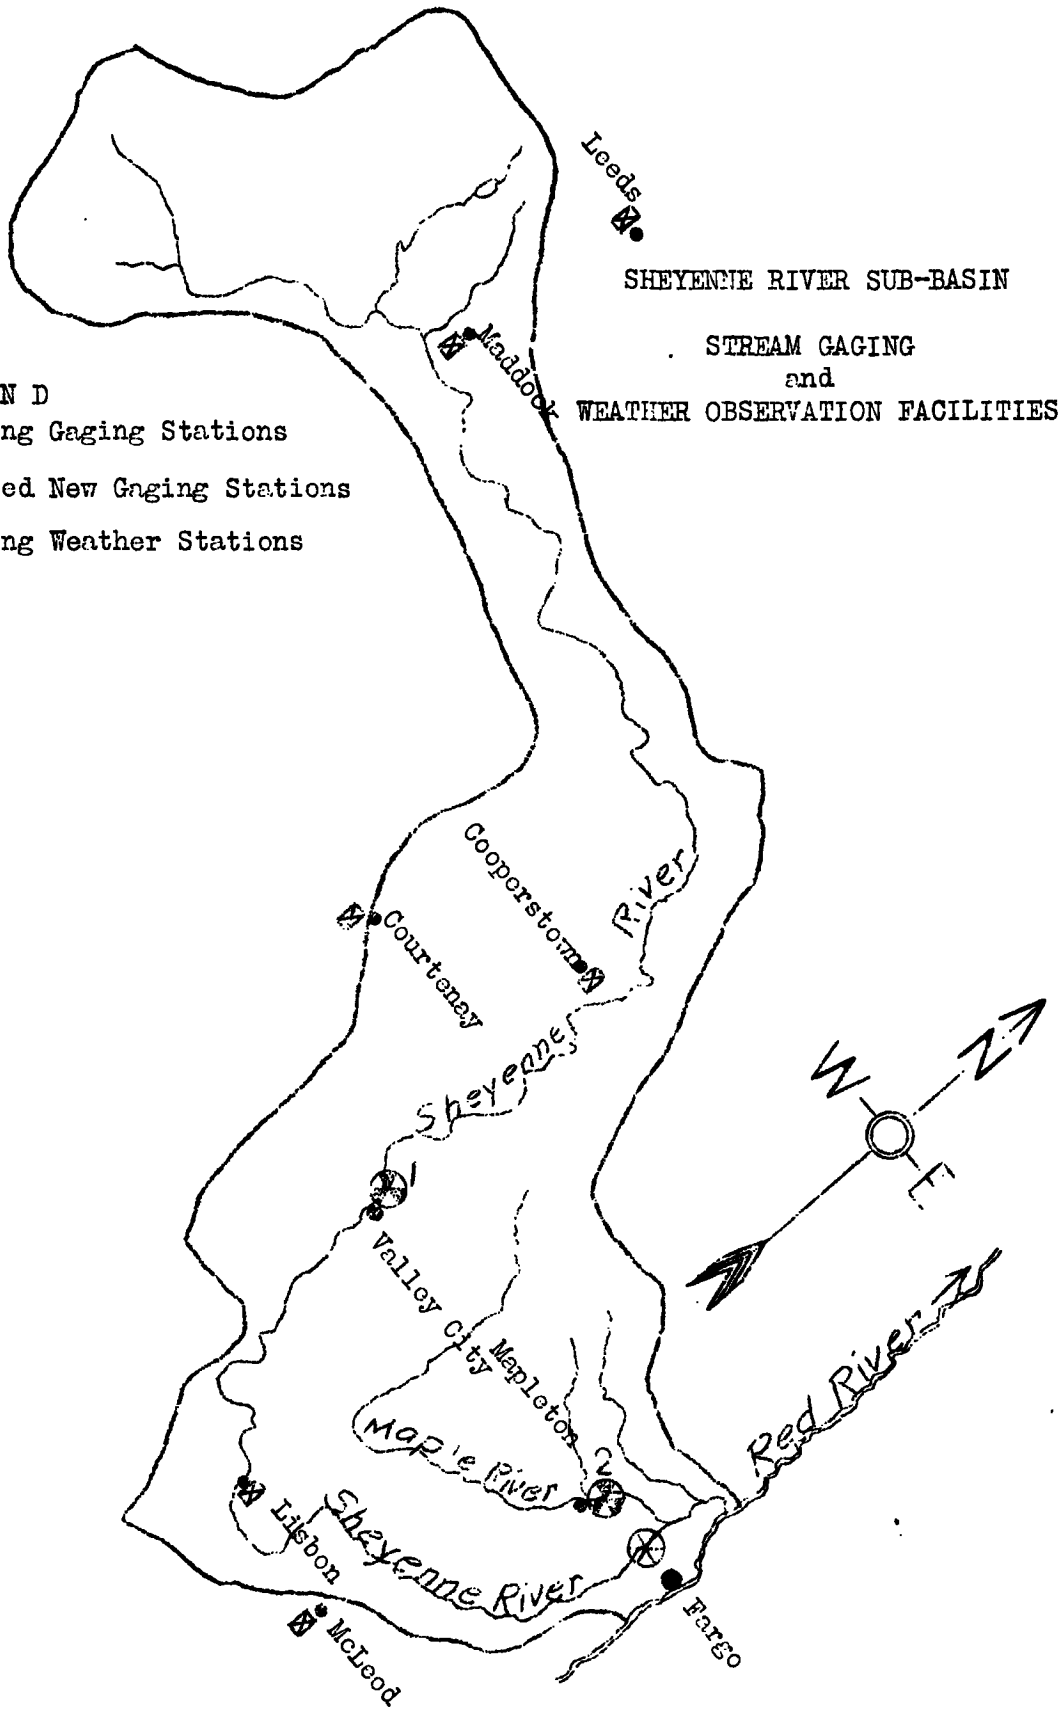 Leeds
SHEYENNE RIVER SUB-BASIN
STREAM GAGING
and
WEATHER OBSERVATION FACILITIES
Maddock
N D
ng Gaging Stations
ed New Gaging Stations
ng Weather Stations
Cooperstown
River
Courtenay
Sheyenne
W
N
E
1
Valley City
Mapleton
Red River
Maple River
2
Sheyenne River
Lisbon
Fargo
McLeod